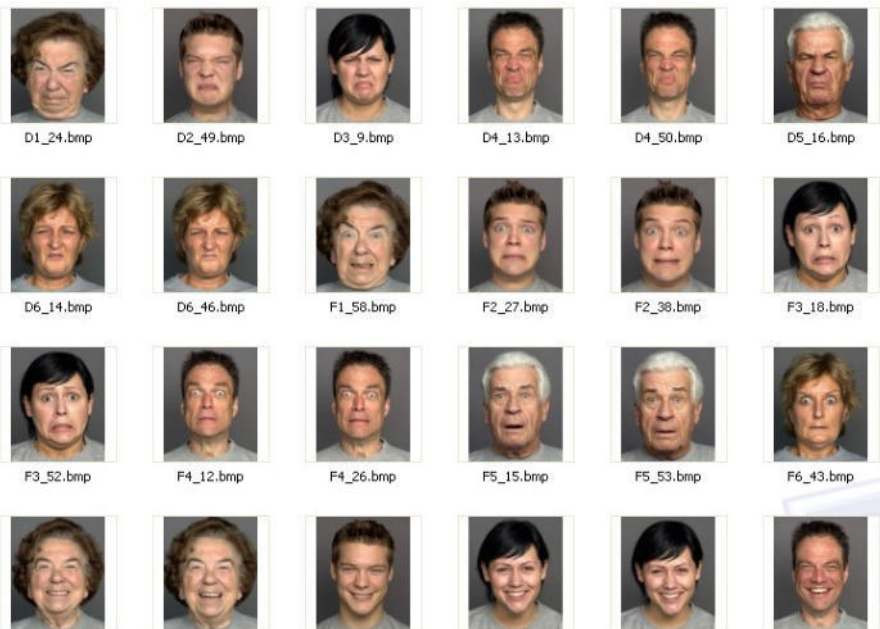 D1_24.bmp D2_49.bmp D3_9.bmp D4_13.bmp D4_50.bmp D5_16.bmp
D6_14.bmp D6_46.bmp F1_58.bmp F2_27.bmp F2_38.bmp F3_18.bmp
F3_52.bmp F4_12.bmp F4_26.bmp F5_15.bmp F5_53.bmp F6_43.bmp